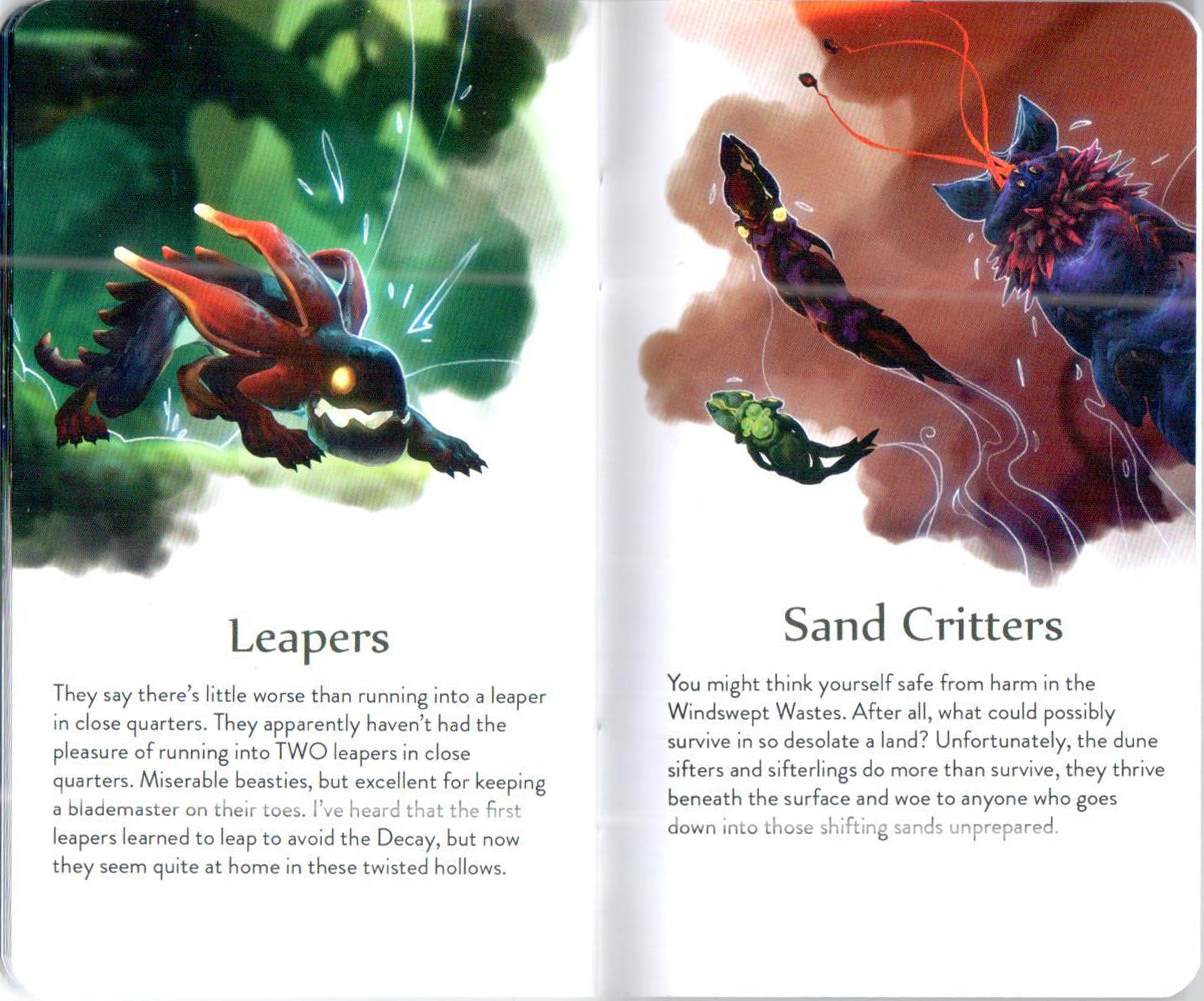 Leapers
They say there's little worse than running into a leaper
in close quarters. They apparently haven't had the
pleasure of running into TWO leapers in close
quarters. Miserable beasties, but excellent for keeping
a blademaster on their toes. I've heard that the first
leapers learned to leap to avoid the Decay, but now
they seem quite at home in these twisted hollows.
Sand Critters
You might think yourself safe from harm in the
Windswept Wastes. After all, what could possibly
survive in so desolate a land? Unfortunately, the dune
sifters and sifterlings do more than survive, they thrive
beneath the surface and woe to anyone who goes
down into those shifting sands unprepared.